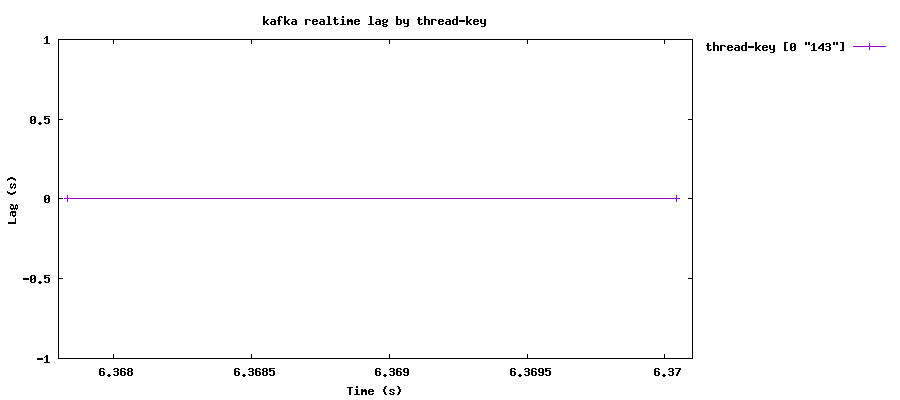 kafka realtime lag by thread-key
thread-key [0 "143"]
1
0.5
0
-0.5
-1
Lag (s)
6.368
6.3685
6.369
6.3695
6.37
Time (s)